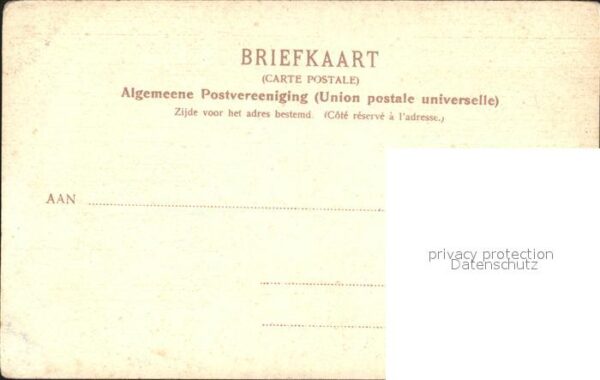 BRIEFKAART
(CARTE POSTALE)
Algemeene Postvereeniging (Union postale universelle)
Zijde voor het adres bestemd. (Côté réservé à l'adresse.)
AAN
privacy protection
Datenschutz